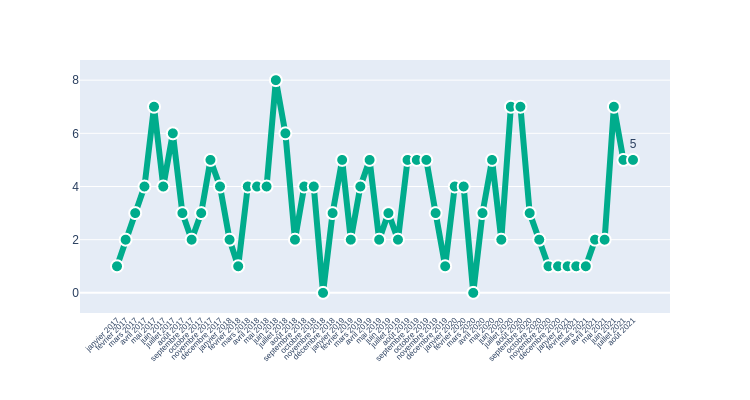 8
6
4
2
0
5
janvier 2017
février 2017
mars 2017
avril 2017
mai 2017
juin 2017
juillet 2017
août 2017
septembre 2017
octobre 2017
novembre 2017
décembre 2017
janvier 2018
février 2018
mars 2018
avril 2018
mai 2018
juin 2018
juillet 2018
août 2018
septembre 2018
octobre 2018
novembre 2018
décembre 2018
janvier 2019
février 2019
mars 2019
avril 2019
mai 2019
juin 2019
juillet 2019
août 2019
septembre 2019
octobre 2019
novembre 2019
décembre 2019
janvier 2020
février 2020
mars 2020
avril 2020
mai 2020
juin 2020
juillet 2020
août 2020
septembre 2020
octobre 2020
novembre 2020
décembre 2020
janvier 2021
février 2021
mars 2021
avril 2021
mai 2021
juin 2021
juillet 2021
août 2021